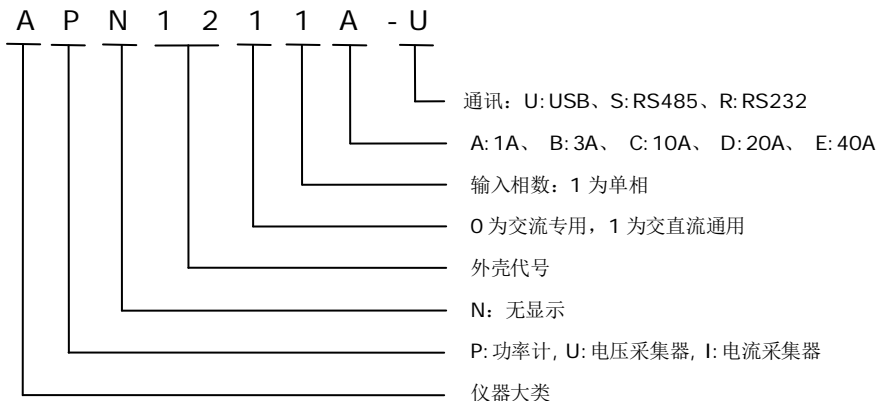 A P N 1 2 1 1 A -U
通讯：U:USB、S:RS485、R:RS232
A:1A、 B:3A、 C:10A、 D:20A、 E:40A
输入相数：1 为单相
0 为交流专用，1 为交直流通用
外壳代号
N：无显示
P:功率计, U:电压采集器, I:电流采集器
仪器大类